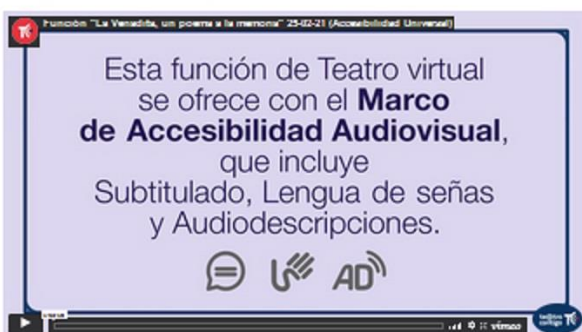 Función "La Venadita, un poema a la memoria" 25-02-21 (Accesibilidad Universal)
Esta función de Teatro virtual
se ofrece con el Marco
de Accesibilidad Audiovisual,
que incluye
Subtitulado, Lengua de señas
y Audiodescripciones.
AD
vimeo